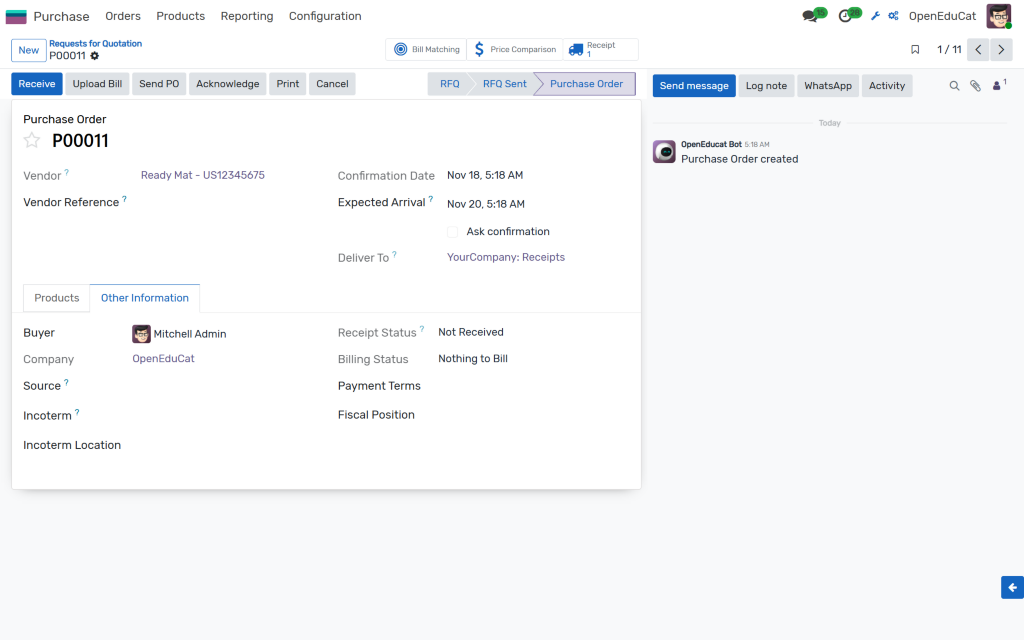 Purchase Orders Products Reporting Configuration 15 28 OpenEduCat
New Requests for Quotation Bill Matching Price Comparison Receipt 1 1 / 11
P00011
Receive Upload Bill Send PO Acknowledge Print Cancel RFQ RFQ Sent Purchase Order Send message Log note WhatsApp Activity 1
Purchase Order
P00011
Today
OpenEducat Bot 5:18 AM
Purchase Order created
Vendor ? Ready Mat - US12345675 Confirmation Date Nov 18, 5:18 AM
Vendor Reference ? Expected Arrival ? Nov 20, 5:18 AM
Ask confirmation
Deliver To ? YourCompany: Receipts
Products Other Information
Buyer Mitchell Admin Receipt Status ? Not Received
Company OpenEduCat Billing Status Nothing to Bill
Source ? Payment Terms
Incoterm ? Fiscal Position
Incoterm Location